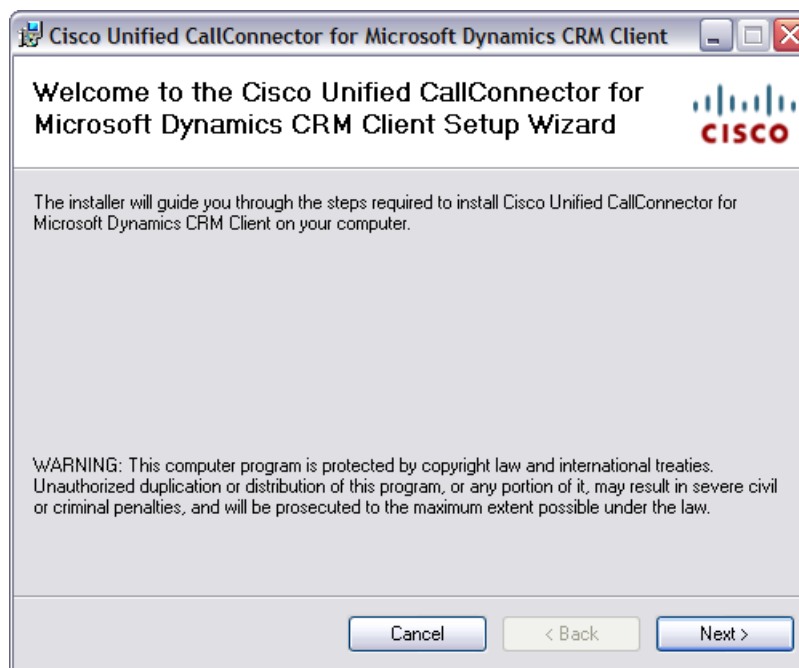 Cisco Unified CallConnector for Microsoft Dynamics CRM Client
Welcome to the Cisco Unified CallConnector for
Microsoft Dynamics CRM Client Setup Wizard
CISCO
The installer will guide you through the steps required to install Cisco Unified CallConnector for
Microsoft Dynamics CRM Client on your computer.
WARNING: This computer program is protected by copyright law and international treaties.
Unauthorized duplication or distribution of this program, or any portion of it, may result in severe civil
or criminal penalties, and will be prosecuted to the maximum extent possible under the law.
Cancel
< Back
Next >